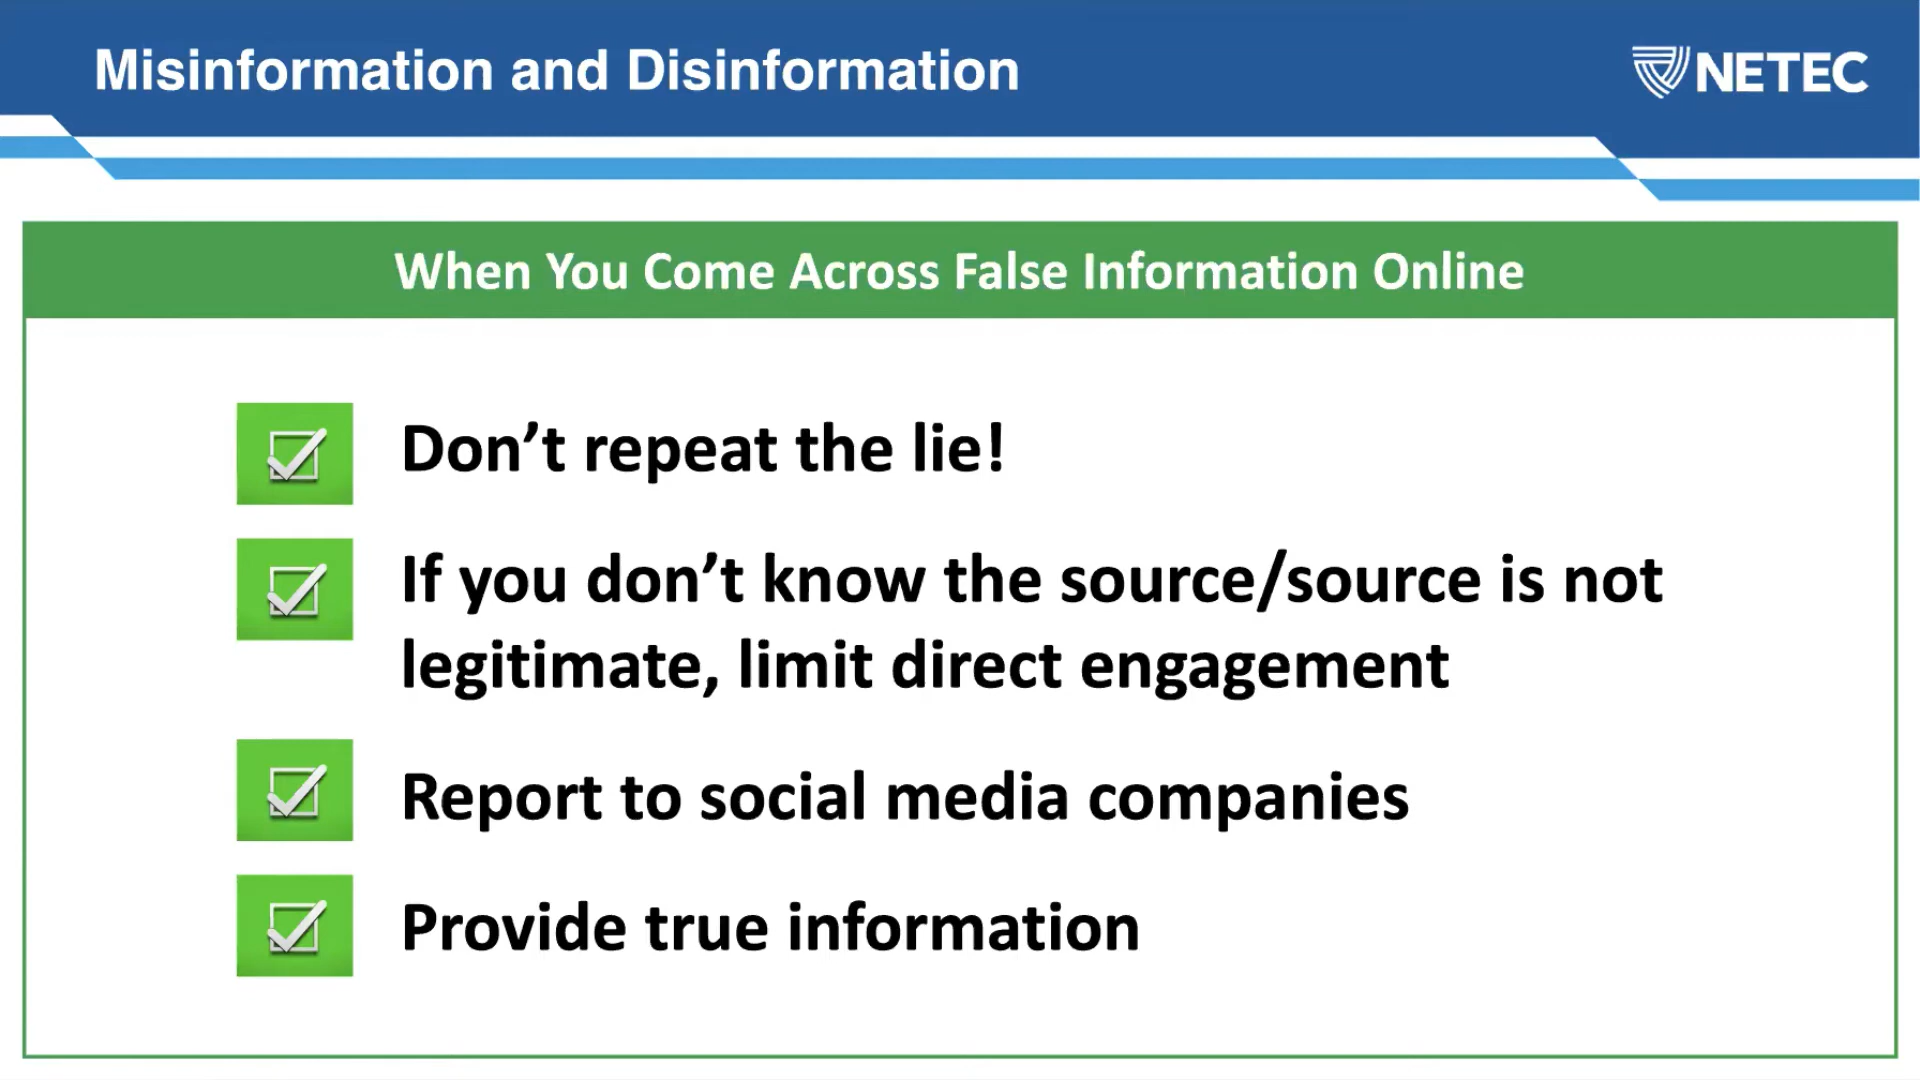 Misinformation and Disinformation
NETEC
When You Come Across False Information Online
Don’t repeat the lie!
If you don’t know the source/source is not
legitimate, limit direct engagement
Report to social media companies
Provide true information